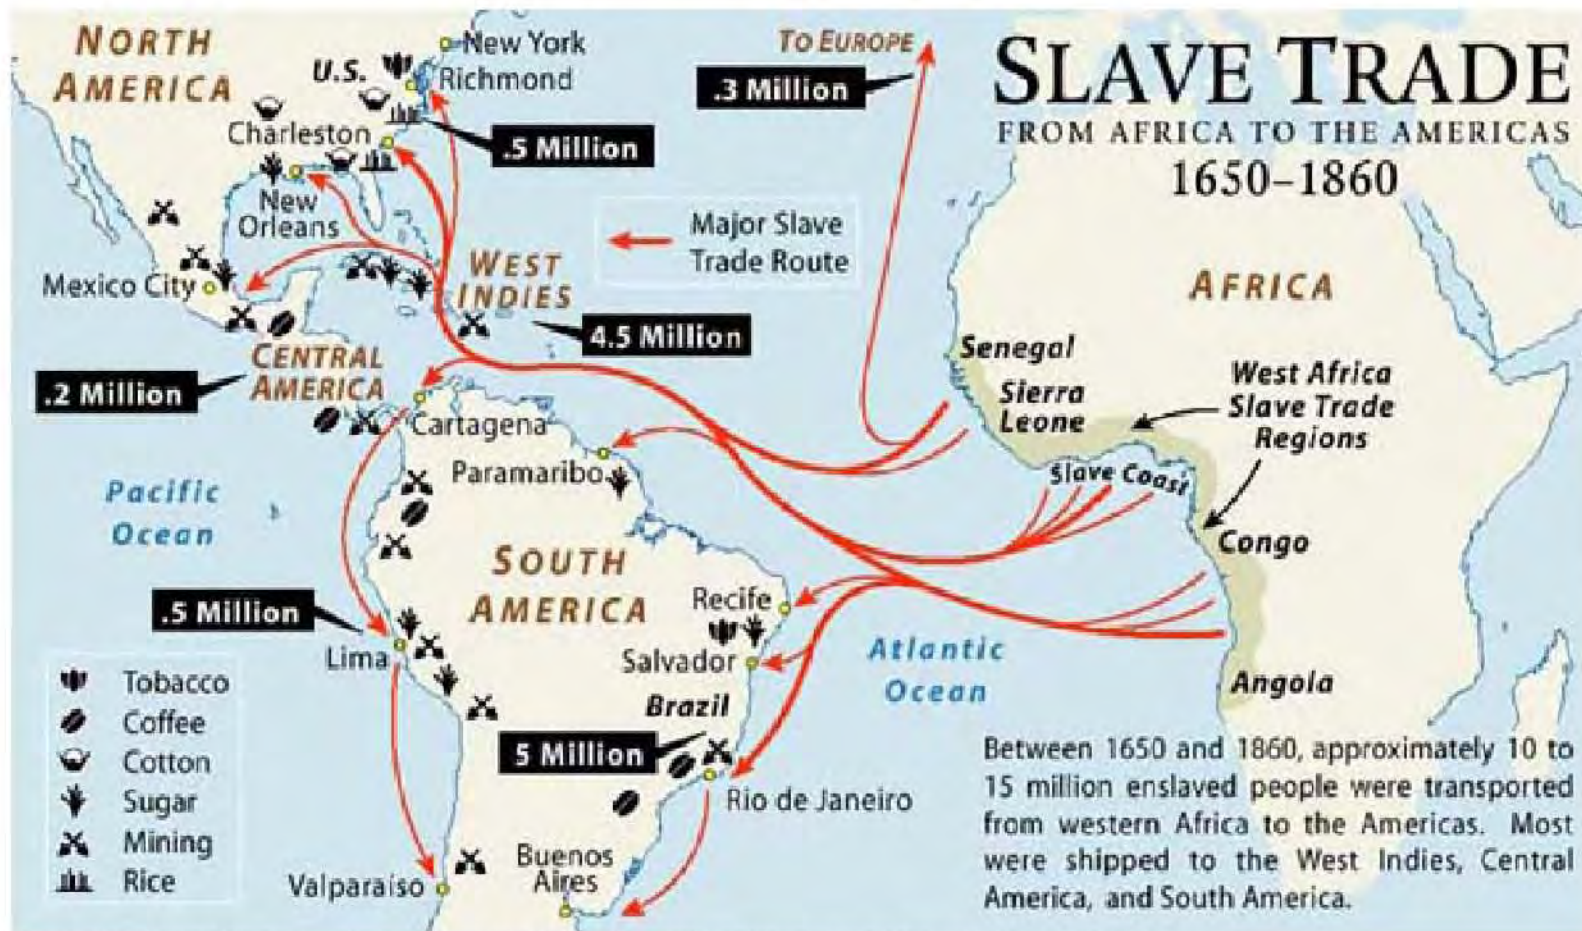 NORTH
AMERICA
New York
U.S.
Richmond
Charleston
.5 Million
New
Orleans
TO EUROPE
.3 Million
SLAVE TRADE
FROM AFRICA TO THE AMERICAS
1650–1860
Major Slave
Trade Route
Mexico City
WEST
INDIES
4.5 Million
CENTRAL
AMERICA
.2 Million
AFRICA
Senegal
Sierra
Leone
West Africa
Slave Trade
Regions
Slave Coast
Congo
Angola
Cartagena
Paramaribo
Pacific
Ocean
SOUTH
AMERICA
Recife
Salvador
Brazil
5 Million
Rio de Janeiro
.5 Million
Lima
Atlantic
Ocean
Valparaíso
Buenos
Aires
Tobacco
Coffee
Cotton
Sugar
Mining
Rice
Between 1650 and 1860, approximately 10 to
15 million enslaved people were transported
from western Africa to the Americas. Most
were shipped to the West Indies, Central
America, and South America.